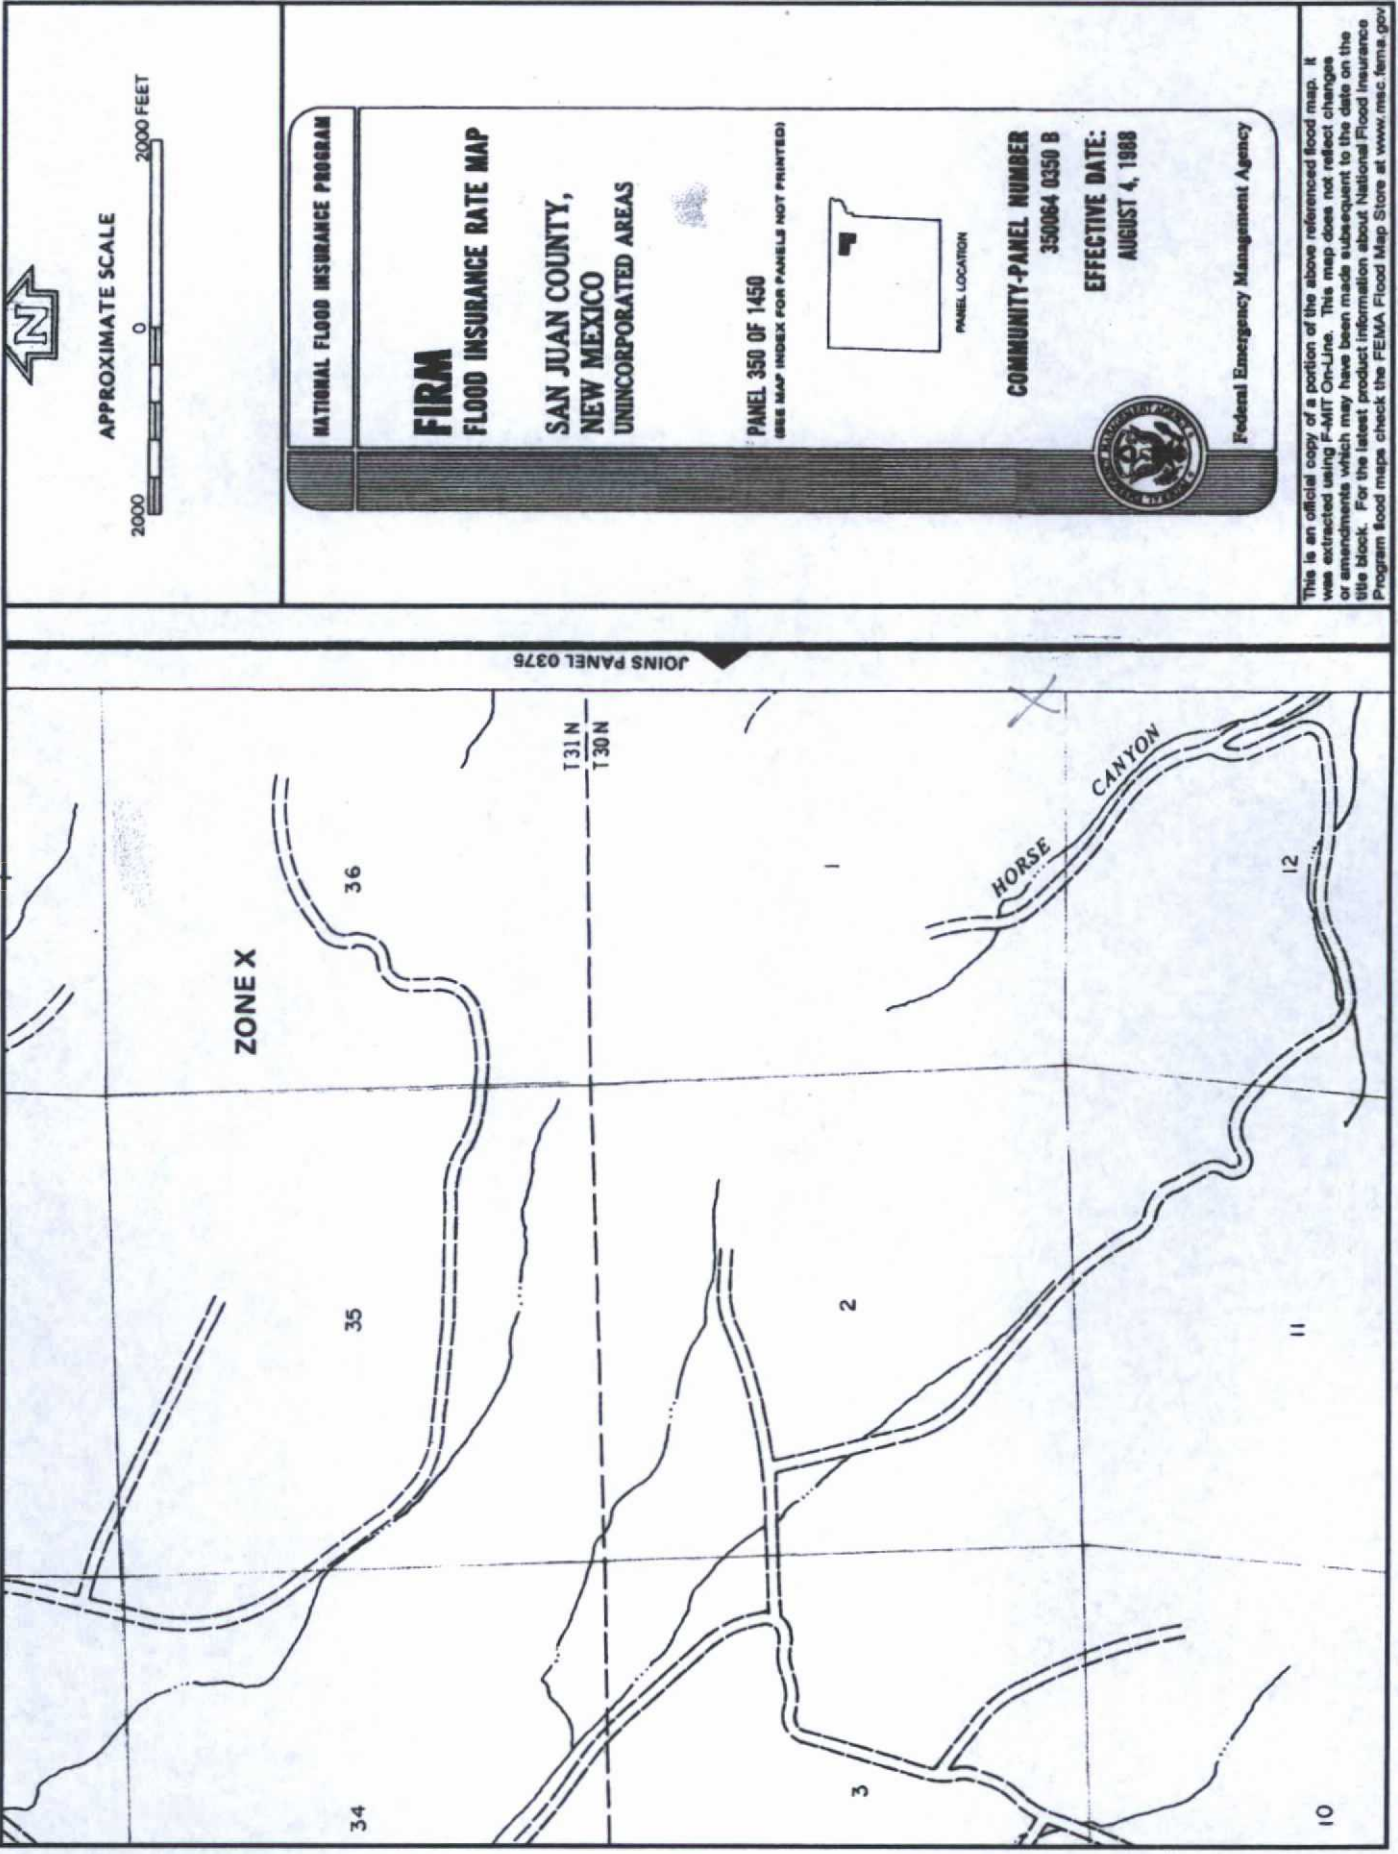 N
APPROXIMATE SCALE
2000 0 2000 FEET
NATIONAL FLOOD INSURANCE PROGRAM
FIRM
FLOOD INSURANCE RATE MAP
SAN JUAN COUNTY,
NEW MEXICO
UNINCORPORATED AREAS
PANEL 350 OF 1450
(SEE MAP INDEX FOR PANELS NOT PRINTED)
PANEL LOCATION
COMMUNITY-PANEL NUMBER
350064 0350 B
EFFECTIVE DATE:
AUGUST 4, 1988
Federal Emergency Management Agency
This is an official copy of a portion of the above referenced flood map. It
was extracted using F-MIT On-Line. This map does not reflect changes
or amendments which may have been made subsequent to the date on the
title block. For the latest product information about National Flood Insurance
Program flood maps check the FEMA Flood Map Store at www.msc.fema.gov
JOINS PANEL 0375
ZONE X
34
35
36
T 31 N
T 30 N
3
2
1
HORSE CANYON
10
11
12